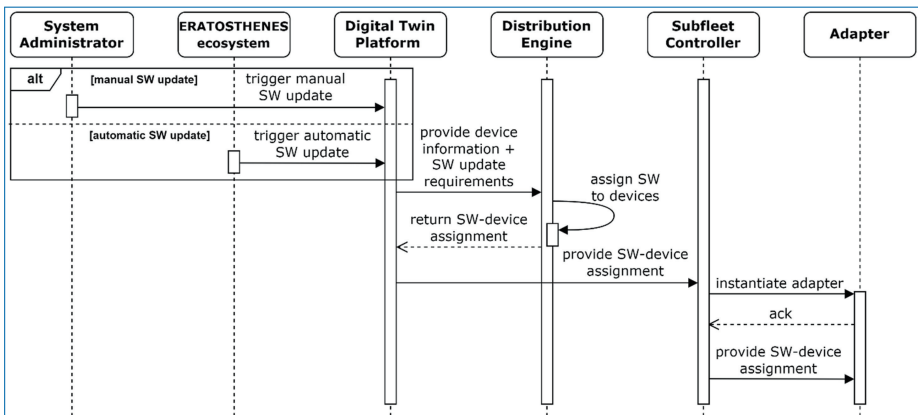 System
Administrator
ERATOSTHENES
ecosystem
Digital Twin
Platform
Distribution
Engine
Subfleet
Controller
Adapter
alt
[manual SW update]
trigger manual
SW update
[automatic SW update]
trigger automatic
SW update
provide device
information +
SW update
requirements
assign SW
to devices
return SW-device
assignment
provide SW-device
assignment
instantiate adapter
ack
provide SW-device
assignment